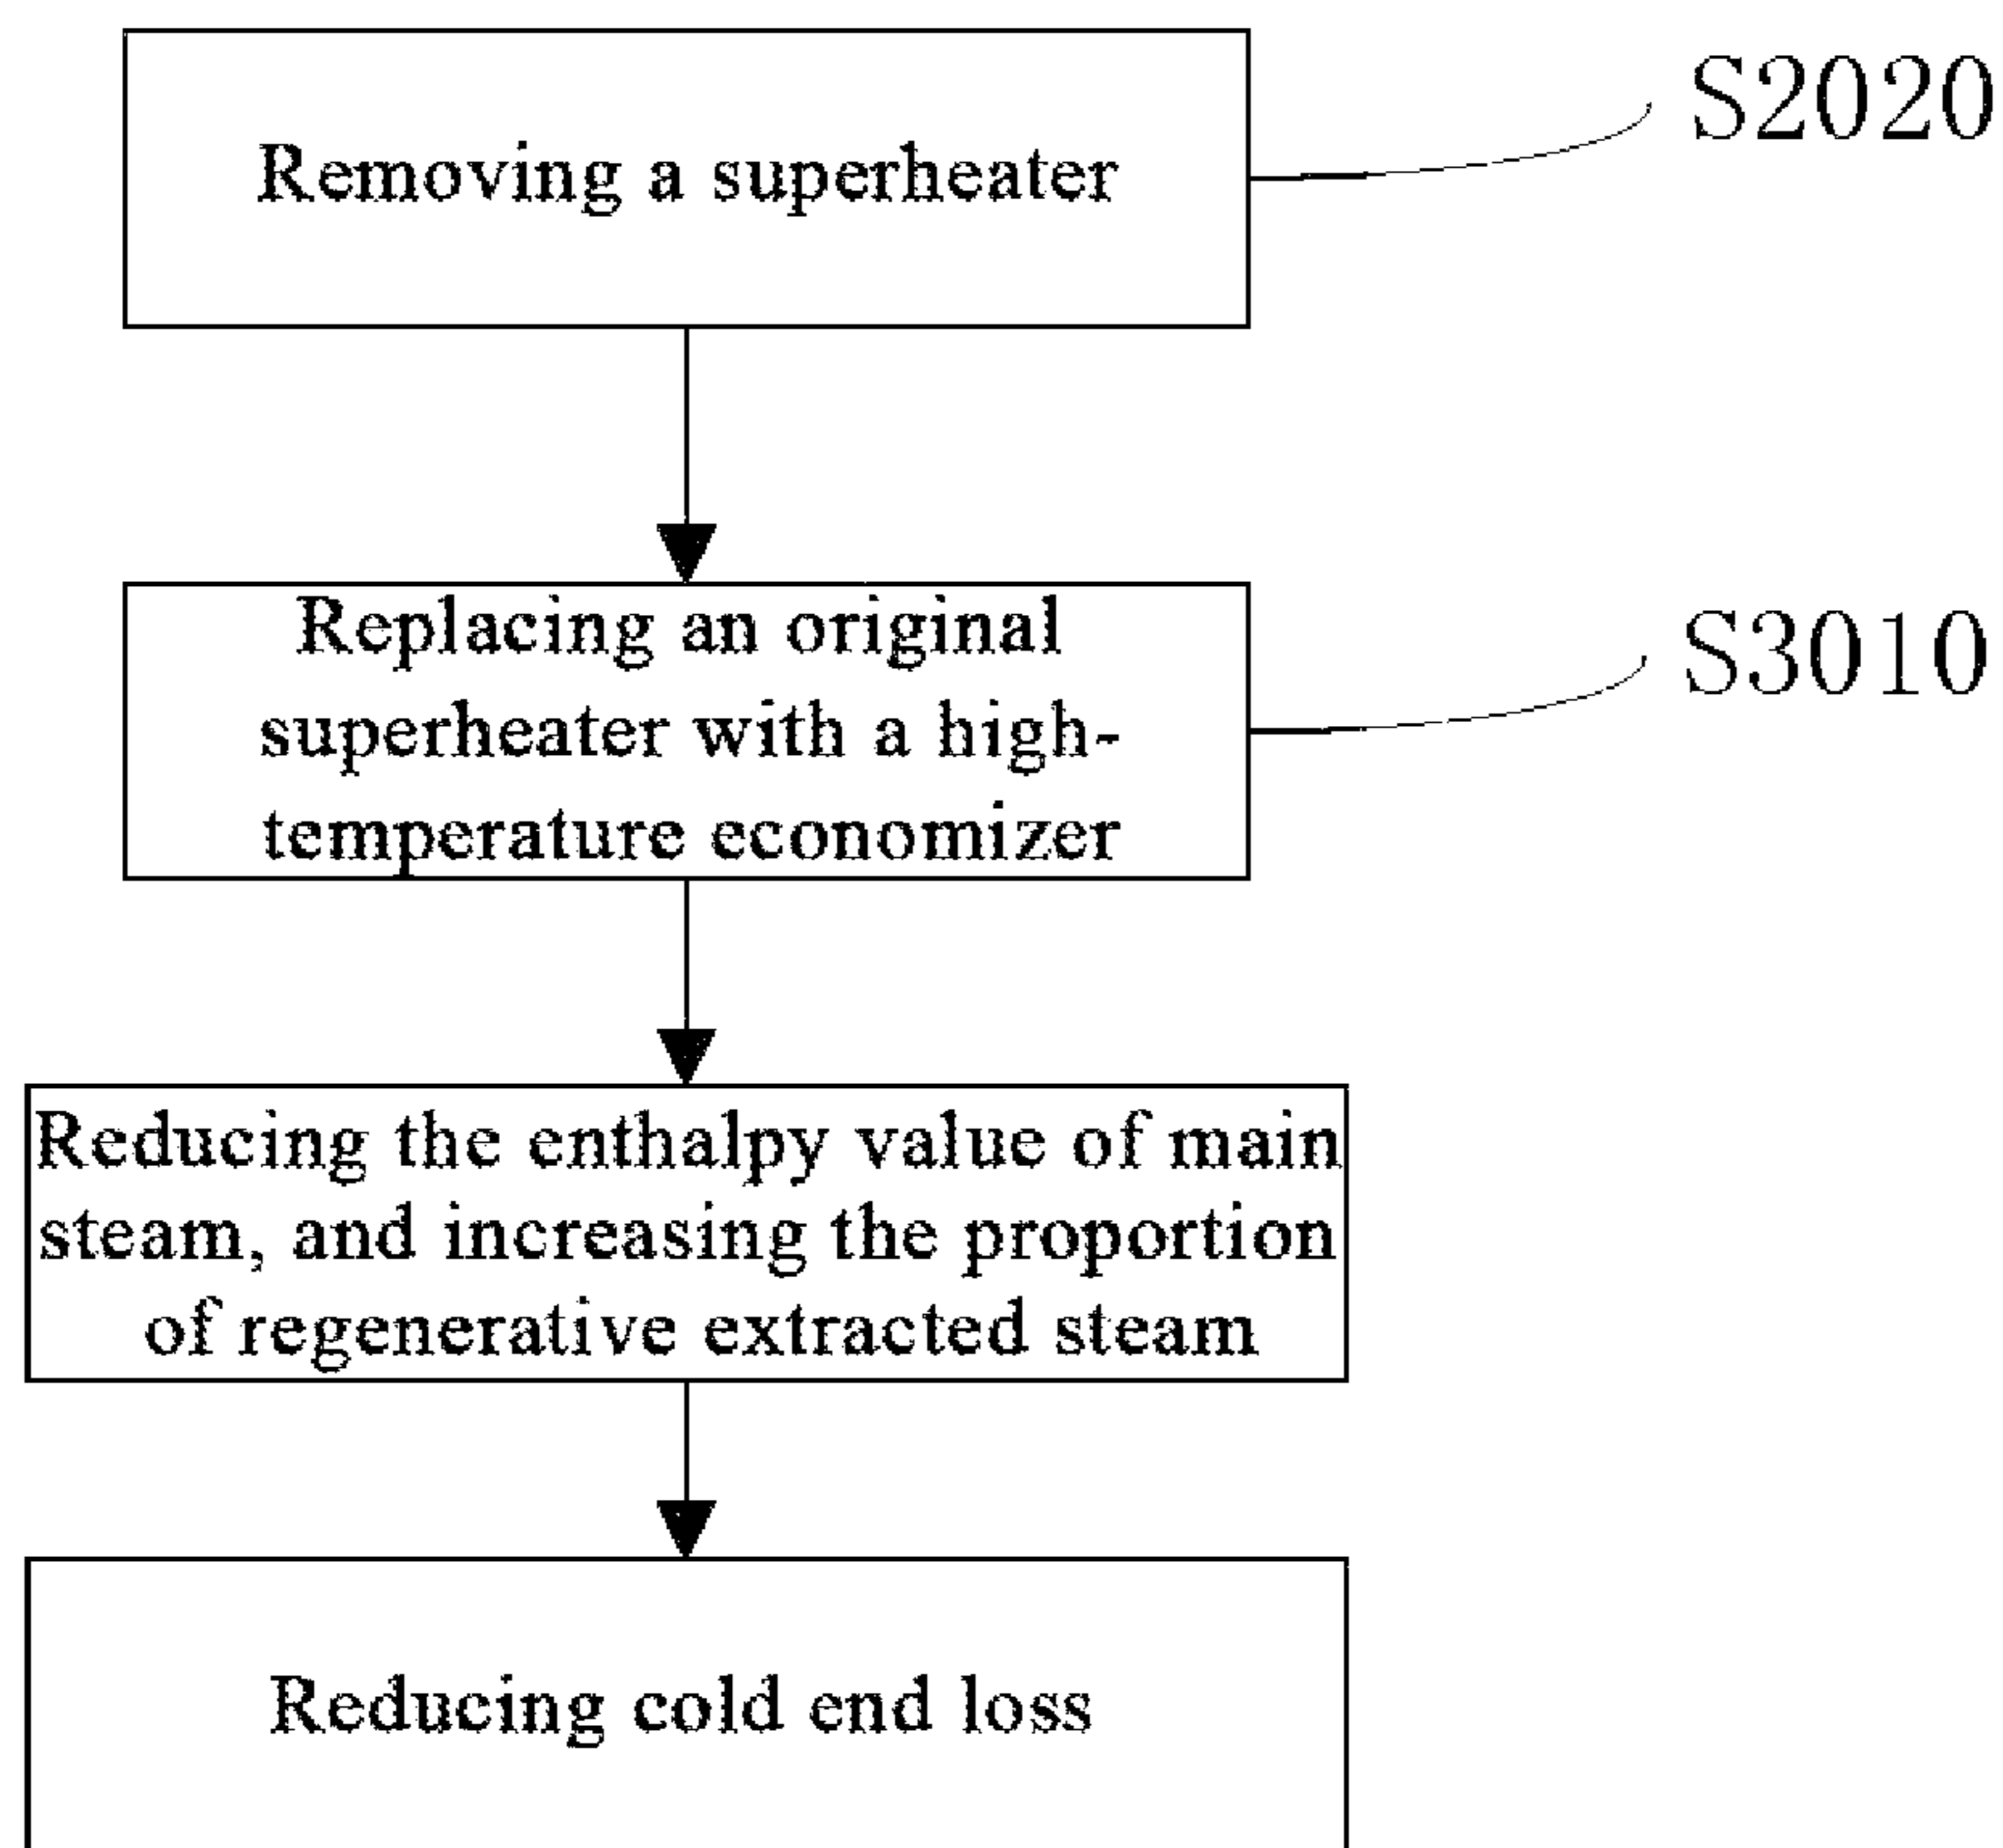 Removing a superheater
S2020
Replacing an original
superheater with a high-
temperature economizer
S3010
Reducing the enthalpy value of main
steam, and increasing the proportion
of regenerative extracted steam
Reducing cold end loss